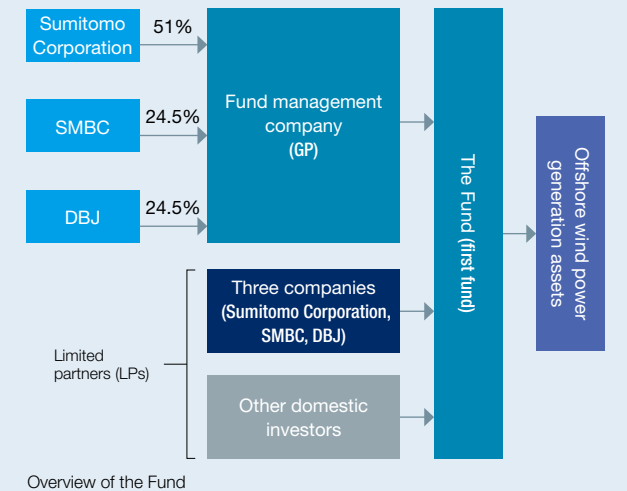 Sumitomo
Corporation
51%
SMBC
24.5%
DBJ
24.5%
Fund management
company
(GP)
Limited
partners (LPs)
Three companies
(Sumitomo Corporation,
SMBC, DBJ)
Other domestic
investors
The Fund (first fund)
Offshore wind power
generation assets
Overview of the Fund